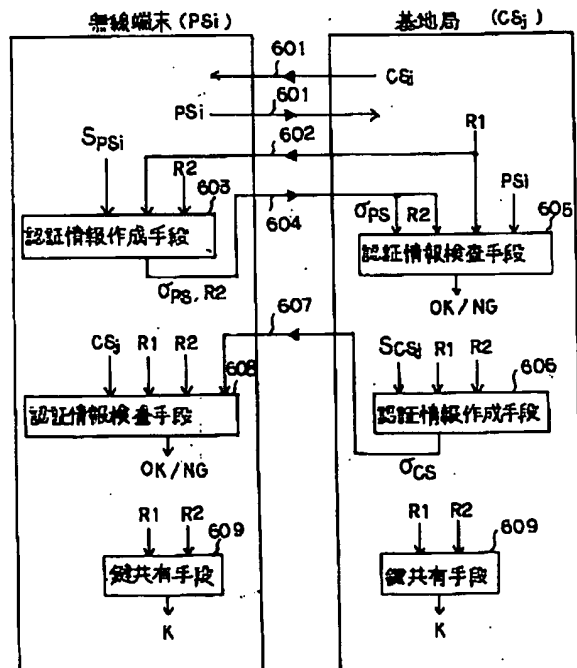 無線端末 (PSi)
基地局 (CSj)
601
CSj
PSi
601
602
R1
SPSi
R2
603
604
σPS
R2
PSi
605
認証情報作成手段
認証情報検査手段
σPS, R2
OK/NG
607
CSj
R1
R2
608
SCSj
R1
R2
606
認証情報検査手段
認証情報作成手段
OK/NG
σCS
R1
R2
609
R1
R2
609
鍵共有手段
鍵共有手段
K
K